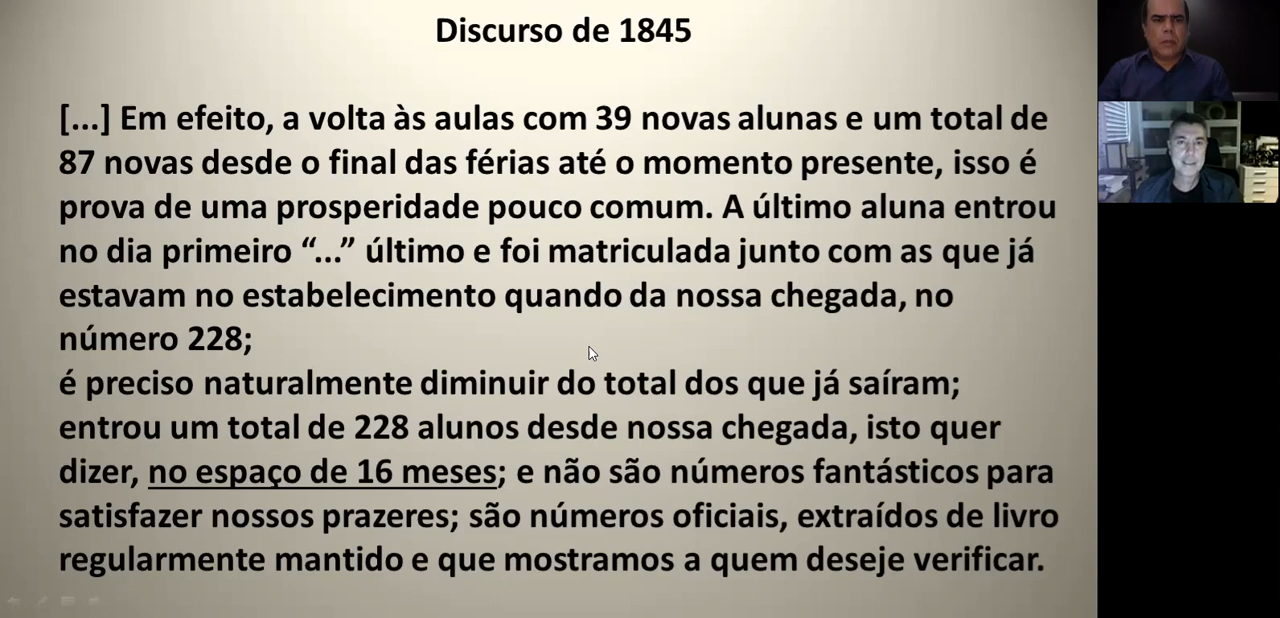 Discurso de 1845
[...] Em efeito, a volta às aulas com 39 novas alunas e um total de
87 novas desde o final das férias até o momento presente, isso é
prova de uma prosperidade pouco comum. A último aluna entrou
no dia primeiro “...” último e foi matriculada junto com as que já
estavam no estabelecimento quando da nossa chegada, no
número 228;
é preciso naturalmente diminuir do total dos que já saíram;
entrou um total de 228 alunos desde nossa chegada, isto quer
dizer, no espaço de 16 meses; e não são números fantásticos para
satisfazer nossos prazeres; são números oficiais, extraídos de livro
regularmente mantido e que mostramos a quem deseje verificar.